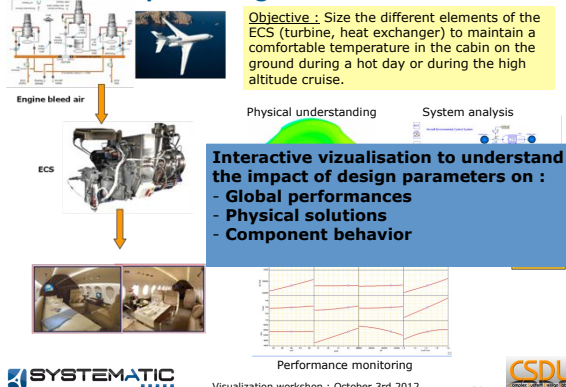 Objective : Size the different elements of the
ECS (turbine, heat exchanger) to maintain a
comfortable temperature in the cabin on the
ground during a hot day or during the high
altitude cruise.
Engine bleed air
Physical understanding
System analysis
ECS
Interactive vizualisation to understand
the impact of design parameters on :
- Global performances
- Physical solutions
- Component behavior
Performance monitoring
SYSTEMATIC
Visualization workshop : October 3rd 2012
CSDL